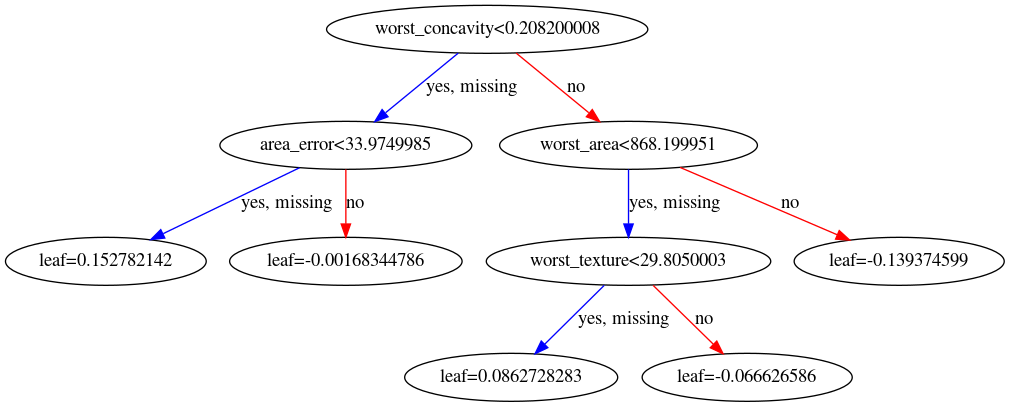 worst_concavity<0.208200008
yes, missing
no
area_error<33.9749985
worst_area<868.199951
yes, missing
no
yes, missing
no
leaf=0.152782142
leaf=-0.00168344786
worst_texture<29.8050003
leaf=-0.139374599
yes, missing
no
leaf=0.0862728283
leaf=-0.066626586